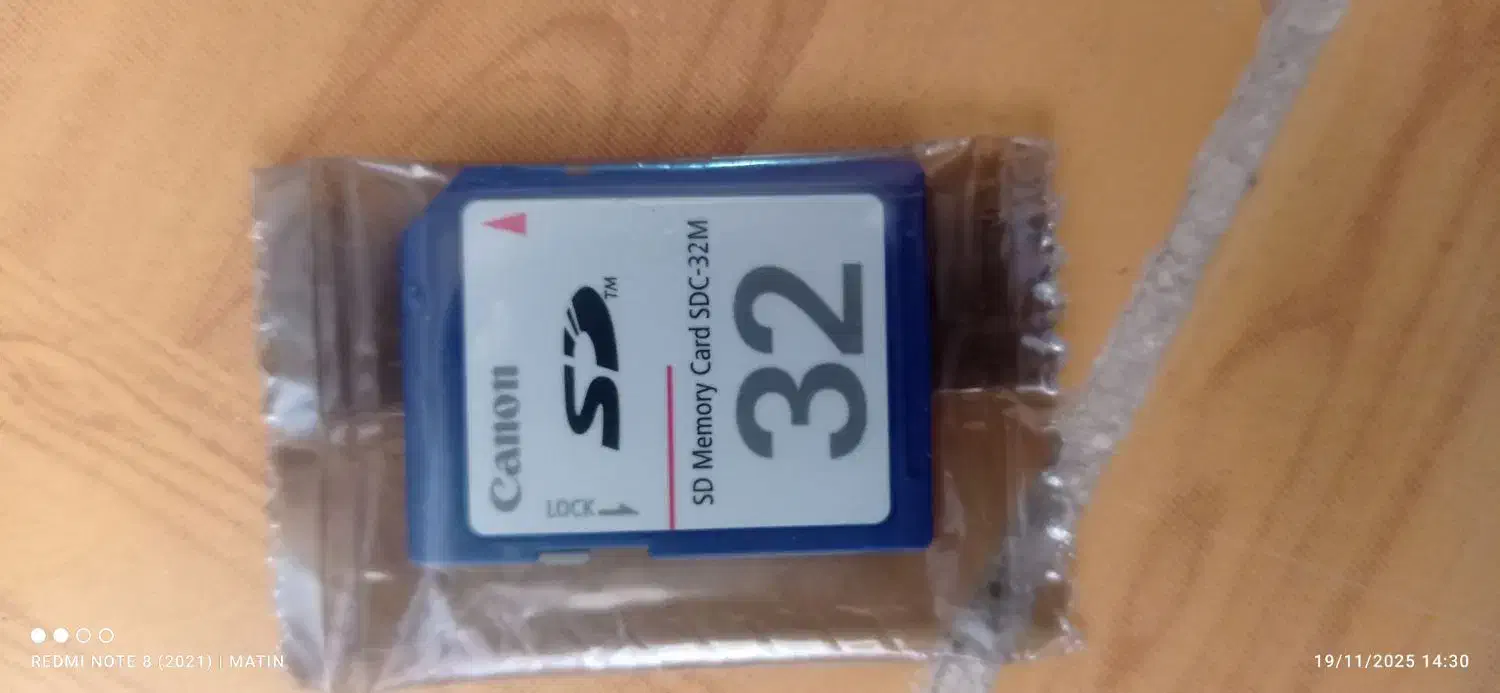 Canon
LOCK
SD™
SD Memory Card SDC-32M
32
REDMI NOTE 8 (2021) | MATIN
19/11/2025 14:30